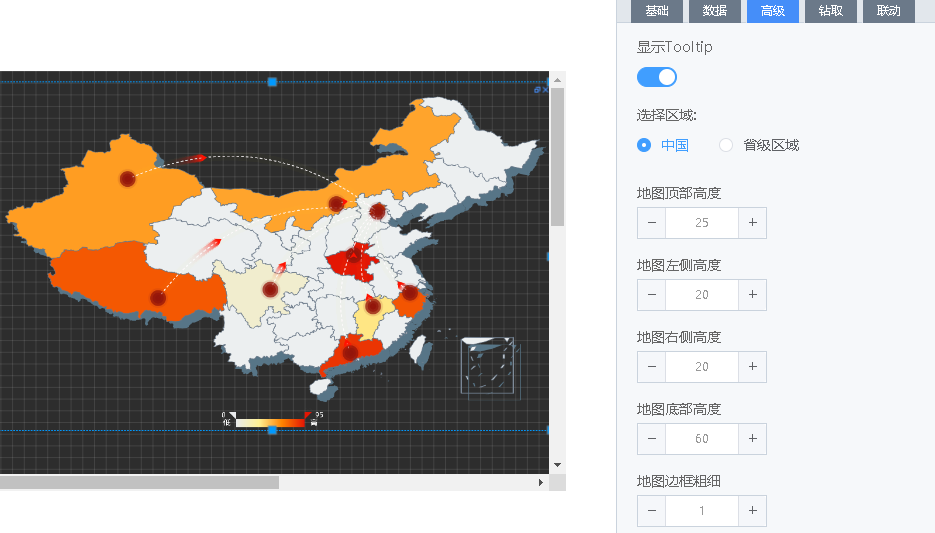 基础 数据 高级 钻取 联动
显示Tooltip
选择区域:
中国 省级区域
地图顶部高度
− 25 +
地图左侧高度
− 20 +
地图右侧高度
− 20 +
地图底部高度
− 60 +
地图边框粗细
− 1 +
0 95
低 高